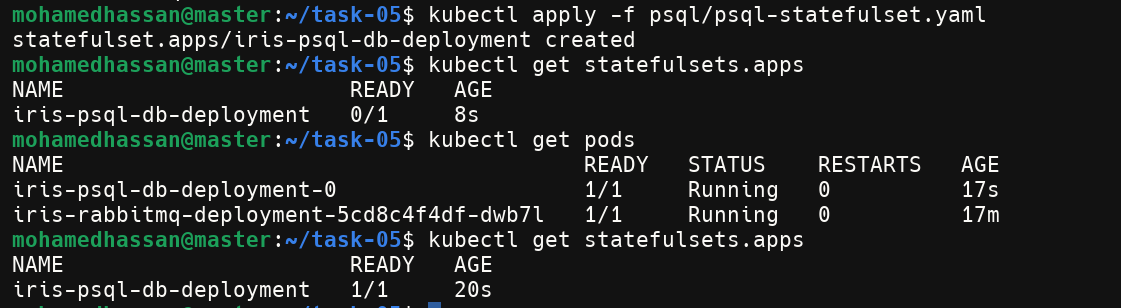 mohamedhassan@master:~/task-05$ kubectl apply -f psql/psql-statefulset.yaml
statefulset.apps/iris-psql-db-deployment created
mohamedhassan@master:~/task-05$ kubectl get statefulsets.apps
NAME                      READY   AGE
iris-psql-db-deployment   0/1     8s
mohamedhassan@master:~/task-05$ kubectl get pods
NAME                                        READY   STATUS    RESTARTS   AGE
iris-psql-db-deployment-0                   1/1     Running   0          17s
iris-rabbitmq-deployment-5cd8c4f4df-dwb7l   1/1     Running   0          17m
mohamedhassan@master:~/task-05$ kubectl get statefulsets.apps
NAME                      READY   AGE
iris-psql-db-deployment   1/1     20s